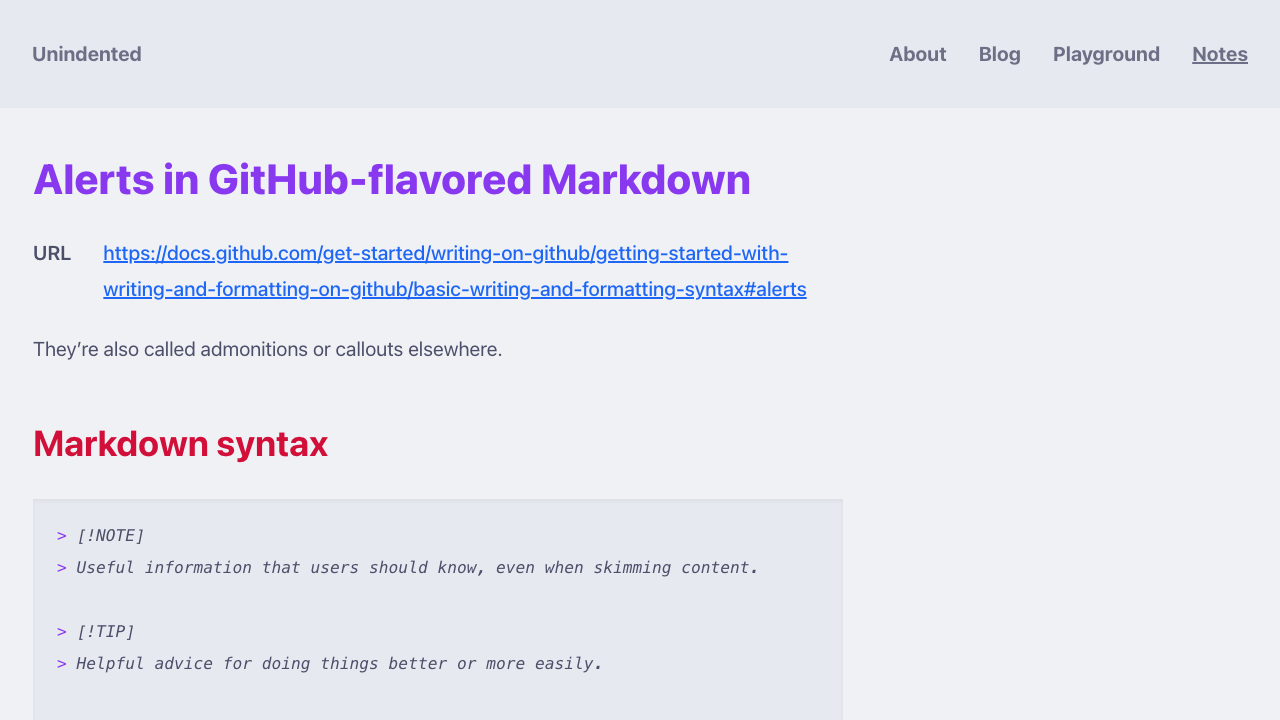 Unindented
About Blog Playground Notes
Alerts in GitHub-flavored Markdown
URL https://docs.github.com/get-started/writing-on-github/getting-started-with-
writing-and-formatting-on-github/basic-writing-and-formatting-syntax#alerts
They’re also called admonitions or callouts elsewhere.
Markdown syntax
> [!NOTE]
> Useful information that users should know, even when skimming content.
> [!TIP]
> Helpful advice for doing things better or more easily.